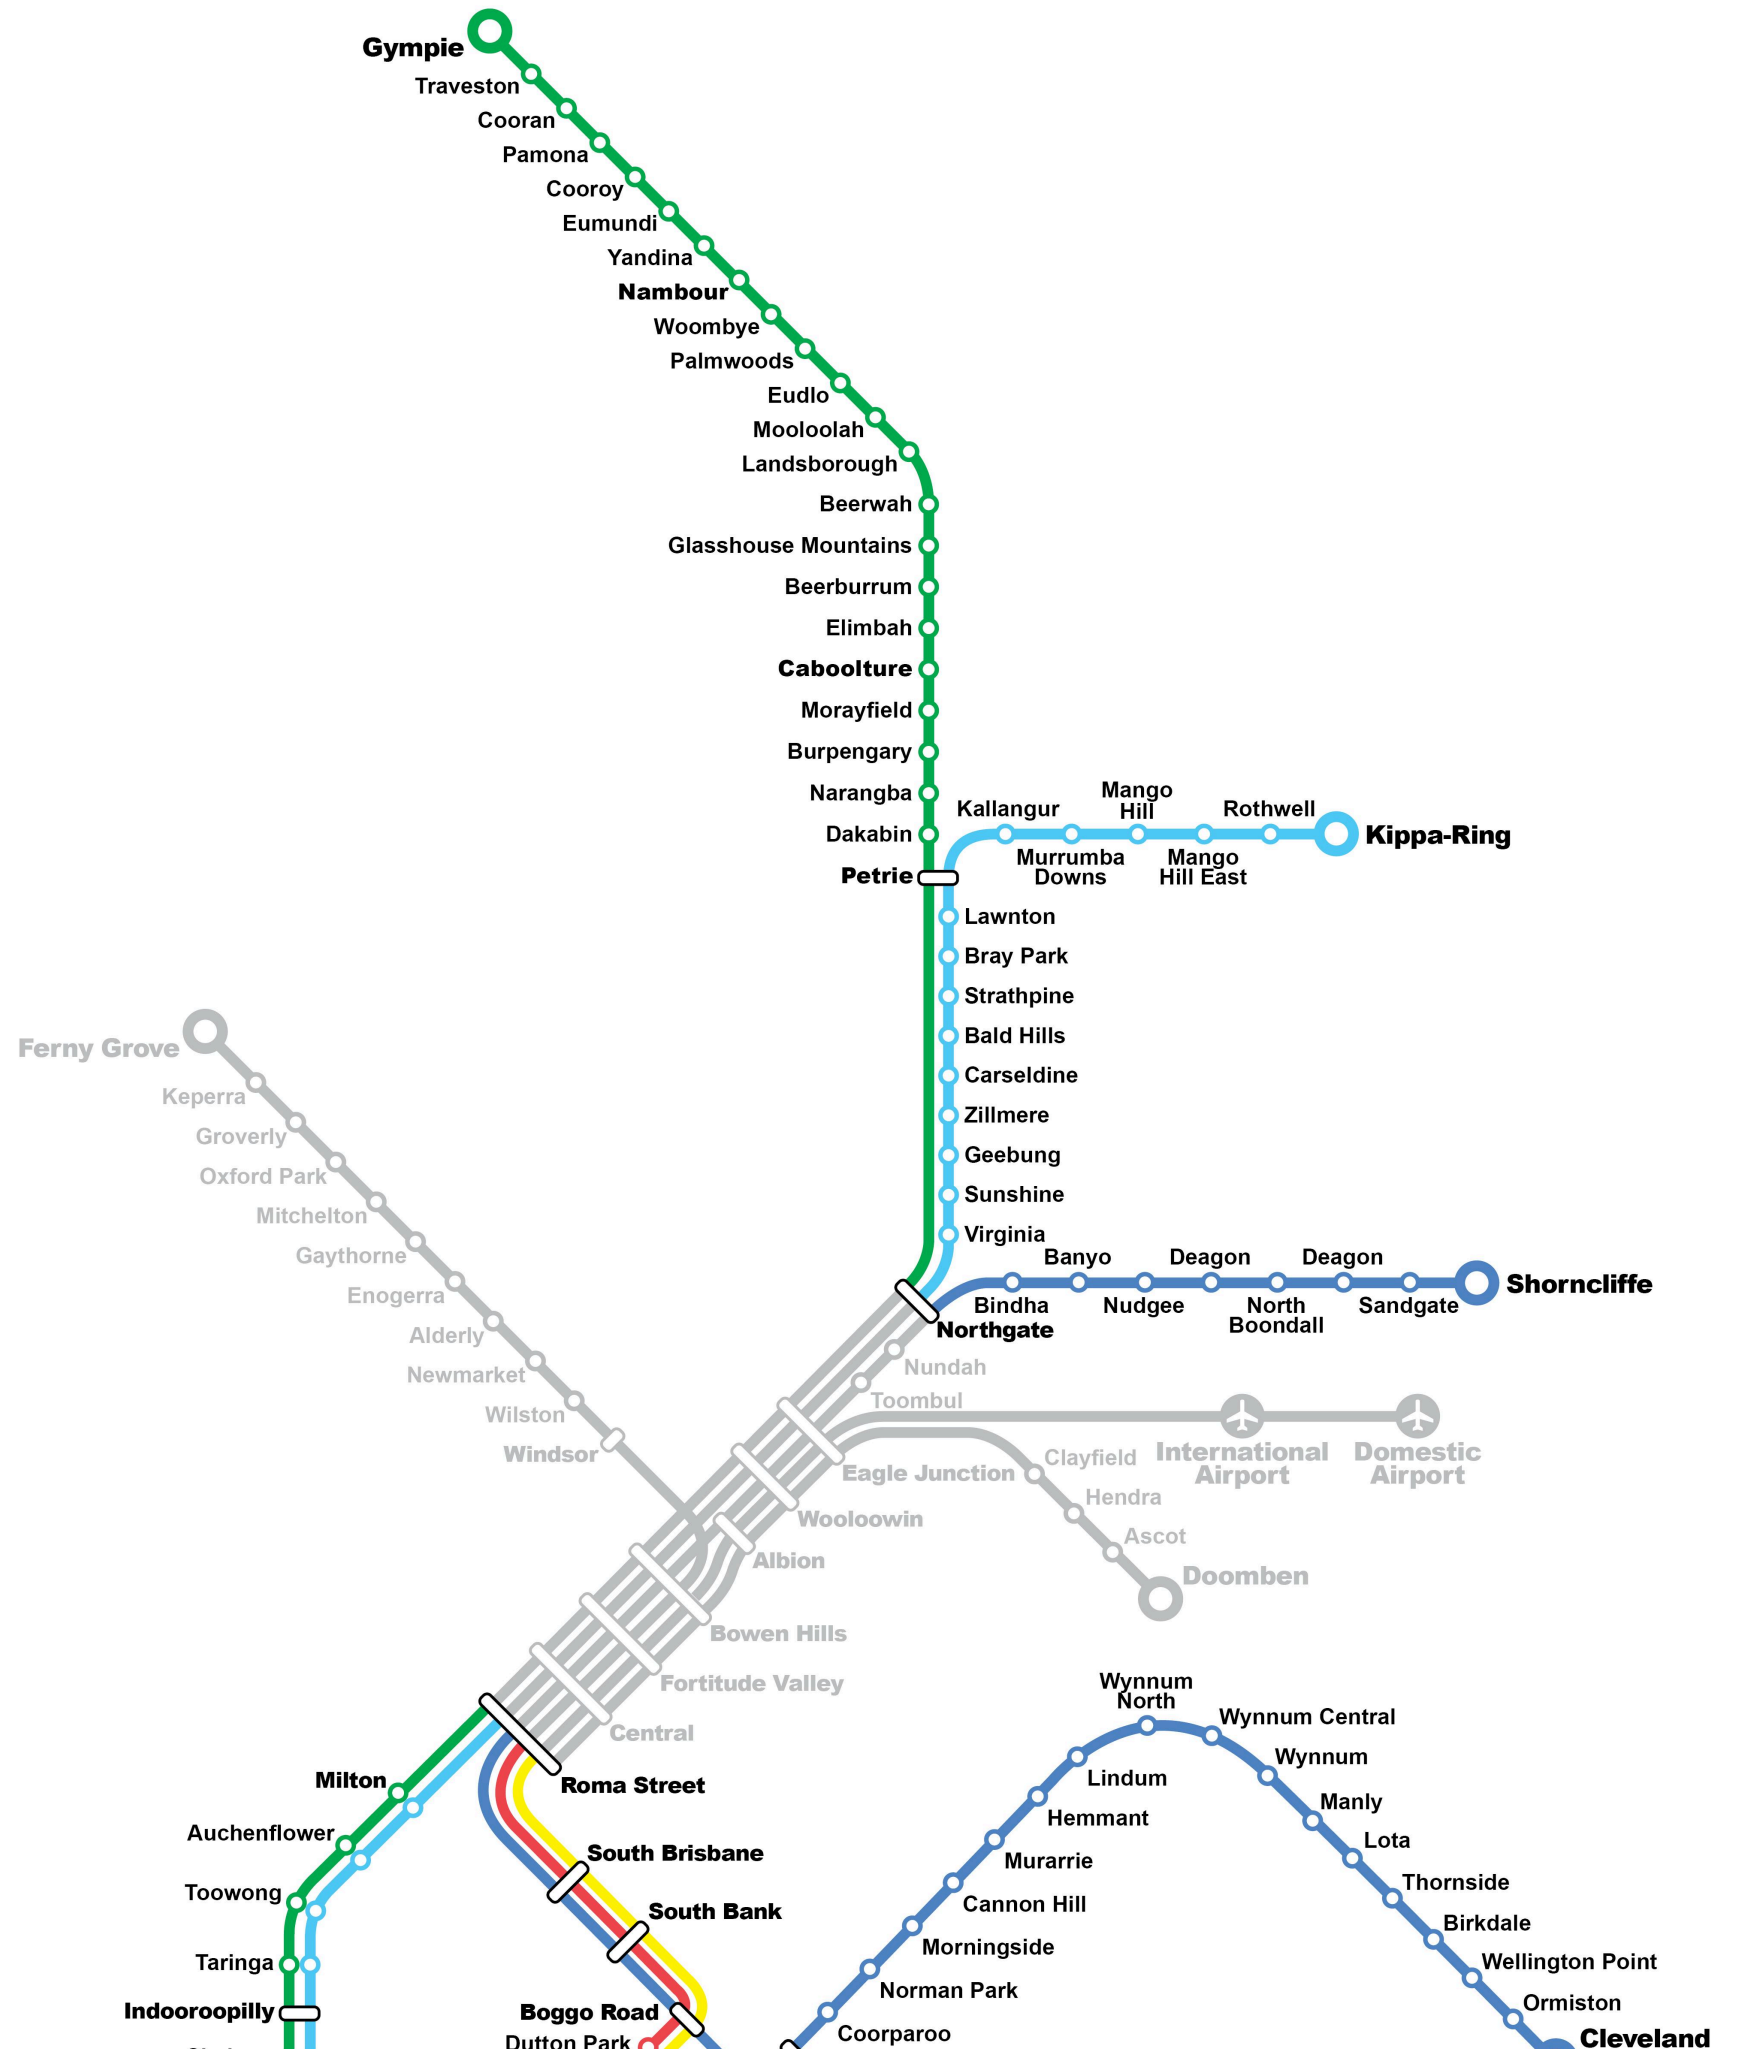 Gympie
Traveston
Cooran
Pamona
Cooroy
Eumundi
Yandina
Nambour
Woombye
Palmwoods
Eudlo
Mooloolah
Landsborough
Beerwah
Glasshouse Mountains
Beerburrum
Elimbah
Caboolture
Morayfield
Burpengary
Narangba
Dakabin
Petrie
Kallangur
Murrumba
Downs
Mango
Hill
Mango
Hill East
Rothwell
Kippa-Ring
Lawnton
Bray Park
Strathpine
Bald Hills
Carseldine
Zillmere
Geebung
Sunshine
Virginia
Northgate
Bindha
Banyo
Nudgee
Deagon
North
Boondall
Deagon
Sandgate
Shorncliffe
Ferny Grove
Keperra
Groverly
Oxford Park
Mitchelton
Gaythorne
Enogerra
Alderly
Newmarket
Wilston
Windsor
Nundah
Toombul
Eagle Junction
International
Airport
Domestic
Airport
Clayfield
Hendra
Ascot
Doomben
Wooloowin
Albion
Bowen Hills
Fortitude Valley
Central
Roma Street
Milton
Auchenflower
Toowong
Taringa
Indooroopilly
South Brisbane
South Bank
Boggo Road
Dutton Park
Wynnum
North
Wynnum Central
Wynnum
Manly
Lota
Thornside
Birkdale
Wellington Point
Ormiston
Cleveland
Lindum
Hemmant
Murarrie
Cannon Hill
Morningside
Norman Park
Coorparoo